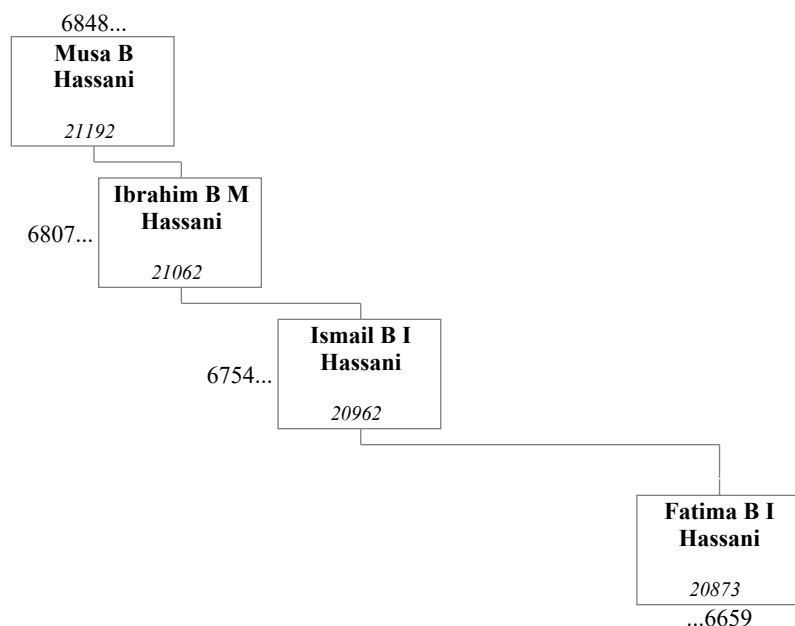 6848...
Musa B
Hassani
21192
Ibrahim B M
Hassani
6807...
21062
Ismail B I
Hassani
6754...
20962
Fatima B I
Hassani
20873
...6659